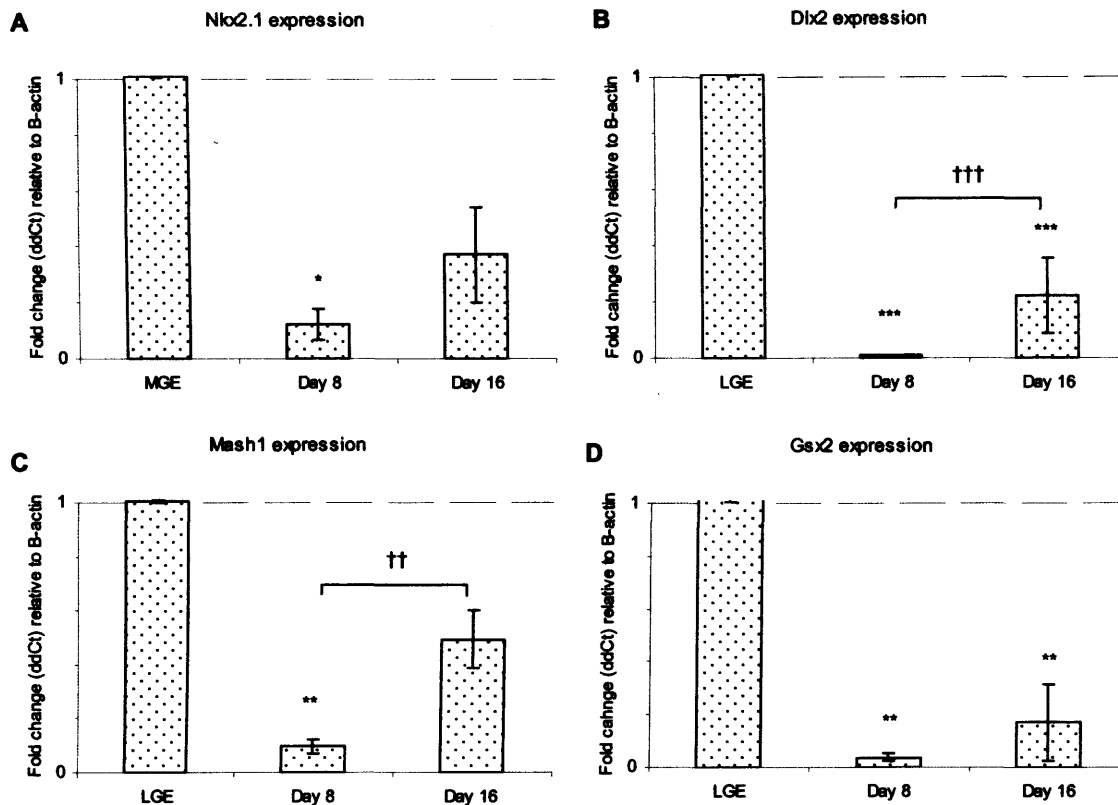 A
Nkx2.1 expression
Fold change (ddCt) relative to B-actin
1
0
*
MGE
Day 8
Day 16
B
Dlx2 expression
Fold cahnge (ddCt) relative to B-actin
1
0
†††
***
***
LGE
Day 8
Day 16
C
Mash1 expression
Fold change (ddCt) relative to B-actin
1
0
††
**
LGE
Day 8
Day 16
D
Gsx2 expression
Fold cahnge (ddCt) relative to B-actin
1
0
**
**
LGE
Day 8
Day 16